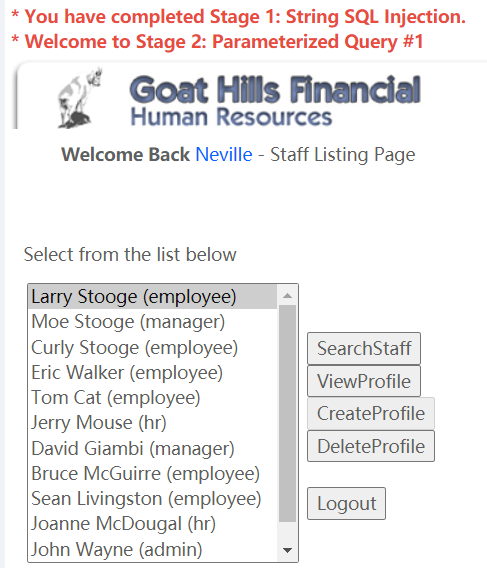 * You have completed Stage 1: String SQL Injection.
* Welcome to Stage 2: Parameterized Query #1
Goat Hills Financial
Human Resources
Welcome Back Neville - Staff Listing Page
Select from the list below
Larry Stooge (employee)
Moe Stooge (manager)
Curly Stooge (employee)
Eric Walker (employee)
Tom Cat (employee)
Jerry Mouse (hr)
David Giambi (manager)
Bruce McGuirre (employee)
Sean Livingston (employee)
Joanne McDougal (hr)
John Wayne (admin)
SearchStaff
ViewProfile
CreateProfile
DeleteProfile
Logout